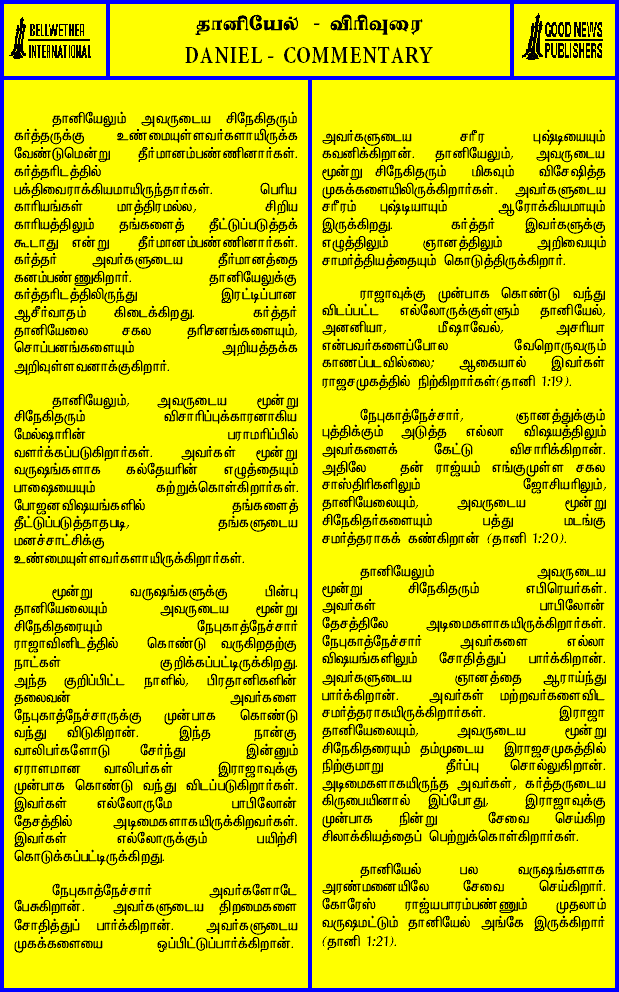 BELLWETHER
INTERNATIONAL
தானியேல் - விரிவுரை
DANIEL - COMMENTARY
GOOD NEWS
PUBLISHERS
தானியேலும் அவருடைய சிநேகிதரும்
கர்த்தருக்கு உண்மையுள்ளவர்களாயிருக்க
வேண்டுமென்று தீர்மானம்பண்ணினார்கள்.
கர்த்தரிடத்தில்
பக்திவைராக்கியமாயிருந்தார்கள். பெரிய
காரியங்கள் மாத்திரமல்ல, சிறிய
காரியத்திலும் தங்களைத் தீட்டுப்படுத்தக்
கூடாது என்று தீர்மானம்பண்ணினார்கள்.
கர்த்தர் அவர்களுடைய தீர்மானத்தை
கனம்பண்ணுகிறார். தானியேலுக்கு
கர்த்தரிடத்திலிருந்து இரட்டிப்பான
ஆசீர்வாதம் கிடைக்கிறது. கர்த்தர்
தானியேலை சகல தரிசனங்களையும்,
சொப்பனங்களையும் அறியத்தக்க
அறிவுள்ளவனாக்குகிறார்.
தானியேலும், அவருடைய மூன்று
சிநேகிதரும் விசாரிப்புக்காரனாகிய
மேல்ஷாரின் பராமரிப்பில்
வளர்க்கப்படுகிறார்கள். அவர்கள் மூன்று
வருஷங்களாக கல்தேயரின் எழுத்தையும்
பாஷையையும் கற்றுக்கொள்கிறார்கள்.
போஜனவிஷயங்களில் தங்களைத்
தீட்டுப்படுத்தாதபடி, தங்களுடைய
மனச்சாட்சிக்கு
உண்மையுள்ளவர்களாயிருக்கிறார்கள்.
மூன்று வருஷங்களுக்கு பின்பு
தானியேலையும் அவருடைய மூன்று
சிநேகிதரையும் நேபுகாத்நேச்சார்
ராஜாவினிடத்தில் கொண்டு வருகிறதற்கு
நாட்கள் குறிக்கப்பட்டிருக்கிறது.
அந்த குறிப்பிட்ட நாளில், பிரதானிகளின்
தலைவன் அவர்களை
நேபுகாத்நேச்சாருக்கு முன்பாக கொண்டு
வந்து விடுகிறான். இந்த நான்கு
வாலிபர்களோடு சேர்ந்து இன்னும்
ஏராளமான வாலிபர்கள் இராஜாவுக்கு
முன்பாக கொண்டு வந்து விடப்படுகிறார்கள்.
இவர்கள் எல்லோருமே பாபிலோன்
தேசத்தில் அடிமைகளாகயிருக்கிறவர்கள்.
இவர்கள் எல்லோருக்கும் பயிற்சி
கொடுக்கப்பட்டிருக்கிறது.
நேபுகாத்நேச்சார் அவர்களோடே
பேசுகிறான். அவர்களுடைய திறமைகளை
சோதித்துப் பார்க்கிறான். அவர்களுடைய
முகக்களையை ஒப்பிட்டுப்பார்க்கிறான்.
அவர்களுடைய சரீர புஷ்டியையும்
கவனிக்கிறான். தானியேலும், அவருடைய
மூன்று சிநேகிதரும் மிகவும் விசேஷித்த
முகக்களையிலிருக்கிறார்கள். அவர்களுடைய
சரீரம் புஷ்டியாயும் ஆரோக்கியமாயும்
இருக்கிறது. கர்த்தர் இவர்களுக்கு
எழுத்திலும் ஞானத்திலும் அறிவையும்
சாமர்த்தியத்தையும் கொடுத்திருக்கிறார்.
ராஜாவுக்கு முன்பாக கொண்டு வந்து
விடப்பட்ட எல்லோருக்குள்ளும் தானியேல்,
அனனியா, மீஷாவேல், அசரியா
என்பவர்களைப்போல வேறொருவரும்
காணப்படவில்லை; ஆகையால் இவர்கள்
ராஜசமுகத்தில் நிற்கிறார்கள்(தானி 1:19).
நேபுகாத்நேச்சார், ஞானத்துக்கும்
புத்திக்கும் அடுத்த எல்லா விஷயத்திலும்
அவர்களைக் கேட்டு விசாரிக்கிறான்.
அதிலே தன் ராஜ்யம் எங்குமுள்ள சகல
சாஸ்திரிகளிலும் ஜோசியரிலும்,
தானியேலையும், அவருடைய மூன்று
சிநேகிதர்களையும் பத்து மடங்கு
சமர்த்தராகக் கண்கிறான் (தானி 1:20).
தானியேலும் அவருடைய
மூன்று சிநேகிதரும் எபிரெயர்கள்.
அவர்கள் பாபிலோன்
தேசத்திலே அடிமைகளாகயிருக்கிறார்கள்.
நேபுகாத்நேச்சார் அவர்களை எல்லா
விஷயங்களிலும் சோதித்துப் பார்க்கிறான்.
அவர்களுடைய ஞானத்தை ஆராய்ந்து
பார்க்கிறான். அவர்கள் மற்றவர்களைவிட
சமர்த்தராகயிருக்கிறார்கள். இராஜா
தானியேலையும், அவருடைய மூன்று
சிநேகிதரையும் தம்முடைய இராஜசமுகத்தில்
நிற்குமாறு தீர்ப்பு சொல்லுகிறான்.
அடிமைகளாகயிருந்த அவர்கள், கர்த்தருடைய
கிருபையினால் இப்போது, இராஜாவுக்கு
முன்பாக நின்று சேவை செய்கிற
சிலாக்கியத்தைப் பெற்றுக்கொள்கிறார்கள்.
தானியேல் பல வருஷங்களாக
அரண்மனையிலே சேவை செய்கிறார்.
கோரேஸ் ராஜ்யபாரம்பண்ணும் முதலாம்
வருஷமட்டும் தானியேல் அங்கே இருக்கிறார்
(தானி 1:21).